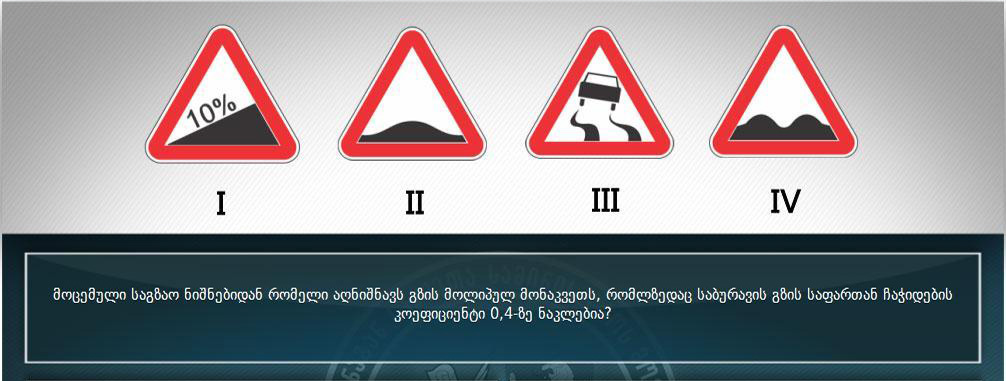 10%
I II III IV
მოცემული საგზაო ნიშნებიდან რომელი აღნიშნავს გზის მოლიპულ მონაკვეთს, რომლზედაც საბურავის გზის საფართან ჩაჭიდების
კოეფიციენტი 0,4-ზე ნაკლებია?